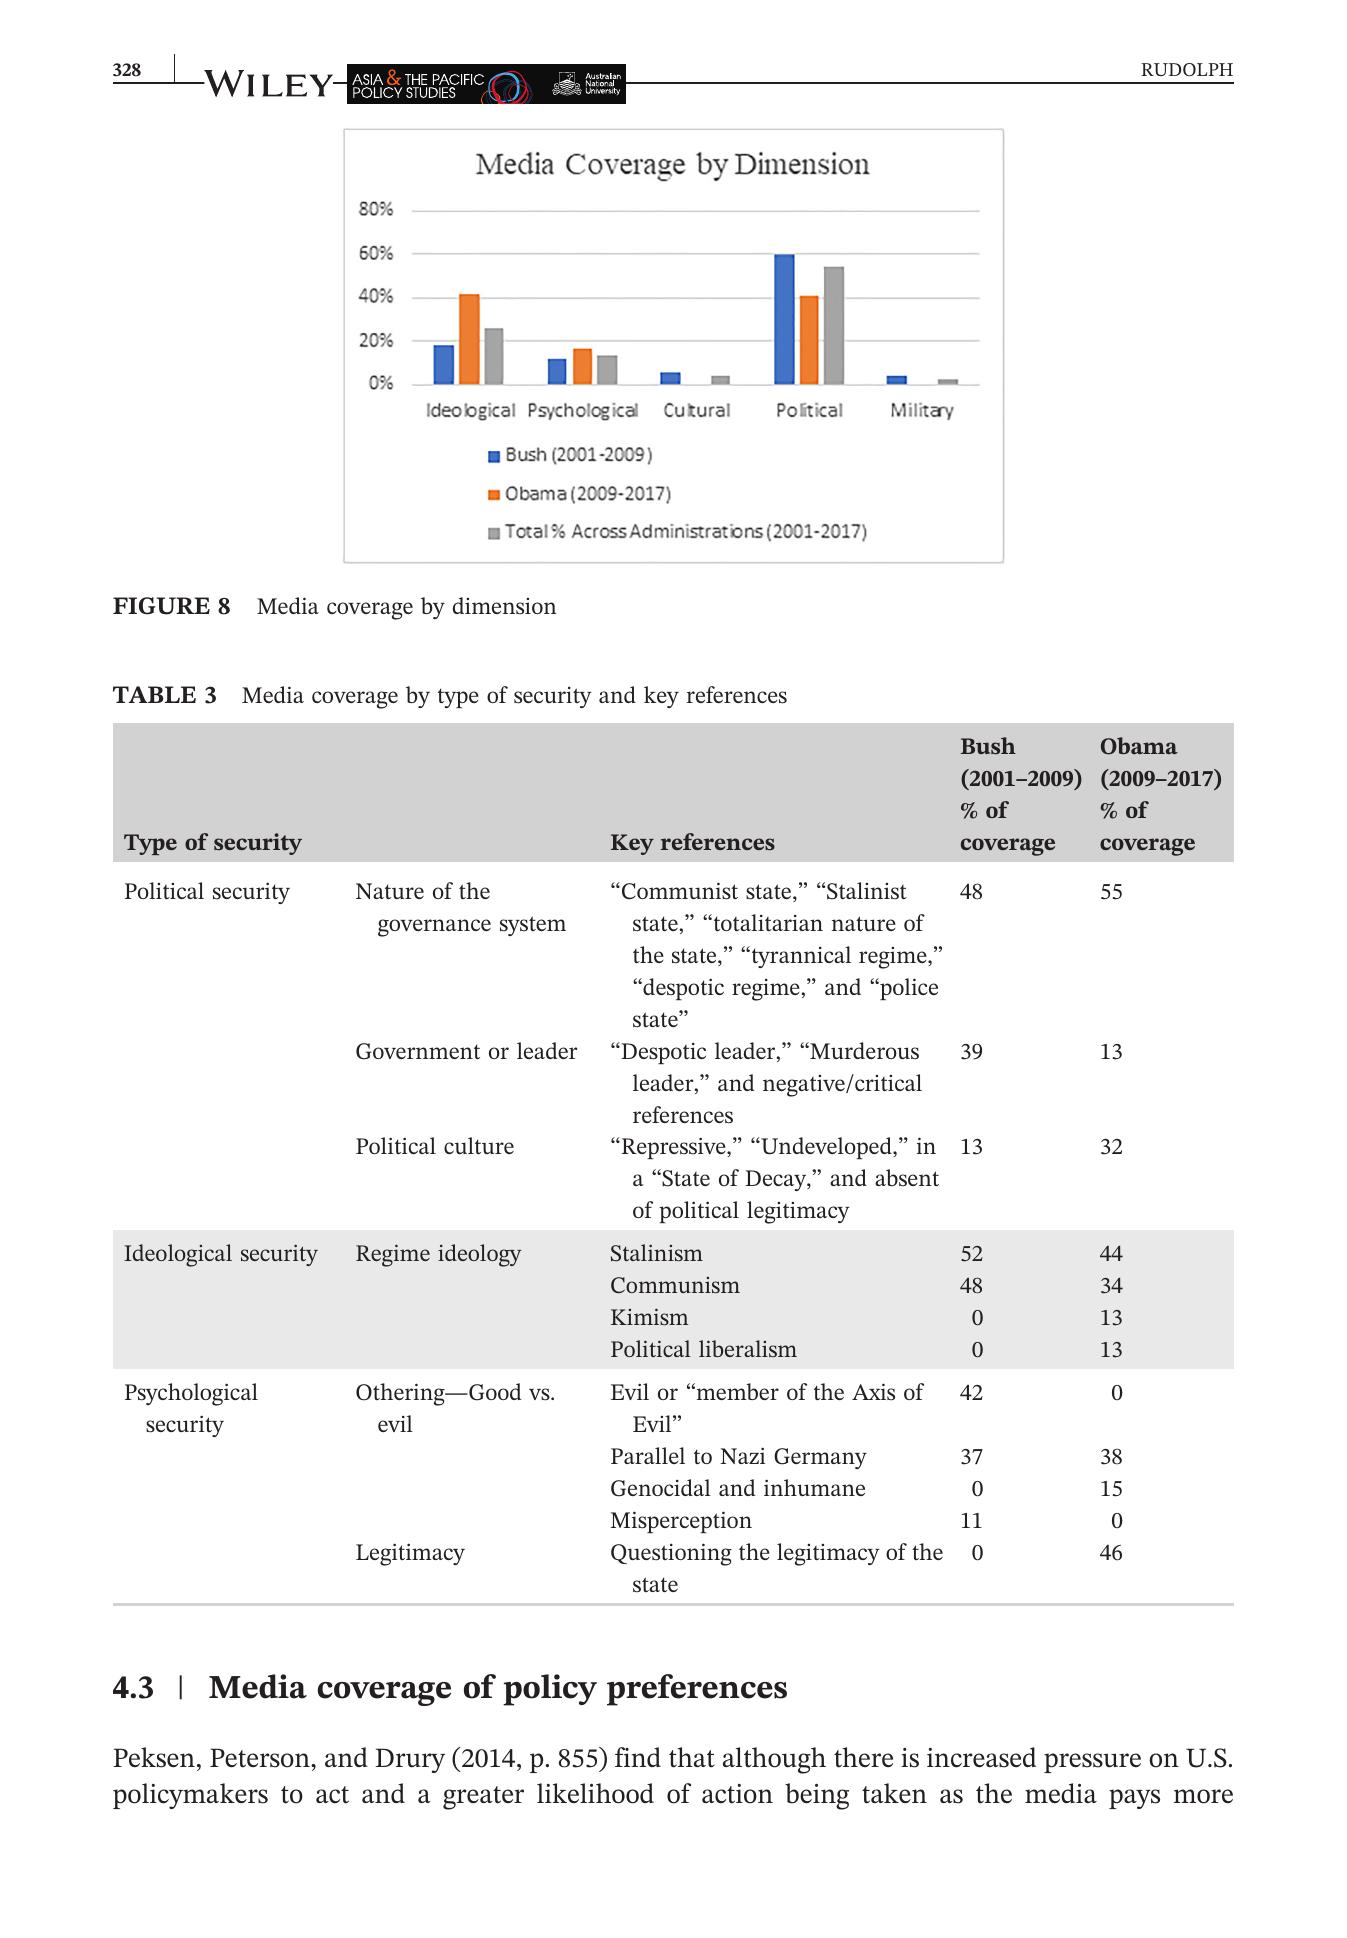 328
WILEY
ASIA & THE PACIFIC
POLICY STUDIES
Australian
National
University
RUDOLPH
Media Coverage by Dimension
80%
60%
40%
20%
0%
Ideological Psychological Cultural Political Military
Bush (2001-2009)
Obama (2009-2017)
Total % Across Administrations (2001-2017)
FIGURE 8 Media coverage by dimension
TABLE 3 Media coverage by type of security and key references
Bush Obama
(2001–2009) (2009–2017)
% of % of
Type of security Key references coverage coverage
Political security Nature of the “Communist state,” “Stalinist 48 55
governance system state,” “totalitarian nature of
the state,” “tyrannical regime,”
“despotic regime,” and “police
state”
Government or leader “Despotic leader,” “Murderous 39 13
leader,” and negative/critical
references
Political culture “Repressive,” “Undeveloped,” in 13 32
a “State of Decay,” and absent
of political legitimacy
Ideological security Regime ideology Stalinism 52 44
Communism 48 34
Kimism 0 13
Political liberalism 0 13
Psychological Othering—Good vs. Evil or “member of the Axis of 42 0
security evil Evil”
Parallel to Nazi Germany 37 38
Genocidal and inhumane 0 15
Misperception 11 0
Legitimacy Questioning the legitimacy of the 0 46
state
4.3 | Media coverage of policy preferences
Peksen, Peterson, and Drury (2014, p. 855) find that although there is increased pressure on U.S.
policymakers to act and a greater likelihood of action being taken as the media pays more